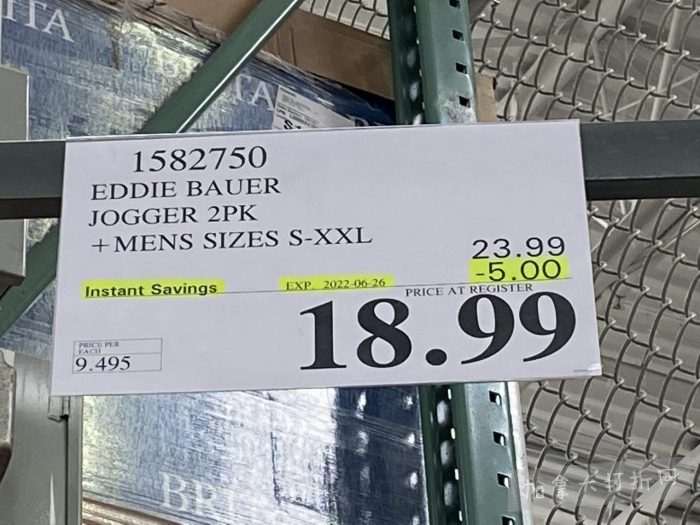 BRITA
1582750
EDDIE BAUER
JOGGER 2PK
+MENS SIZES S-XXL
23.99
-5.00
Instant Savings
EXP. 2022-06-26
PRICE AT REGISTER
18.99
PRICE PER
EACH
9.495
加拿大打折网